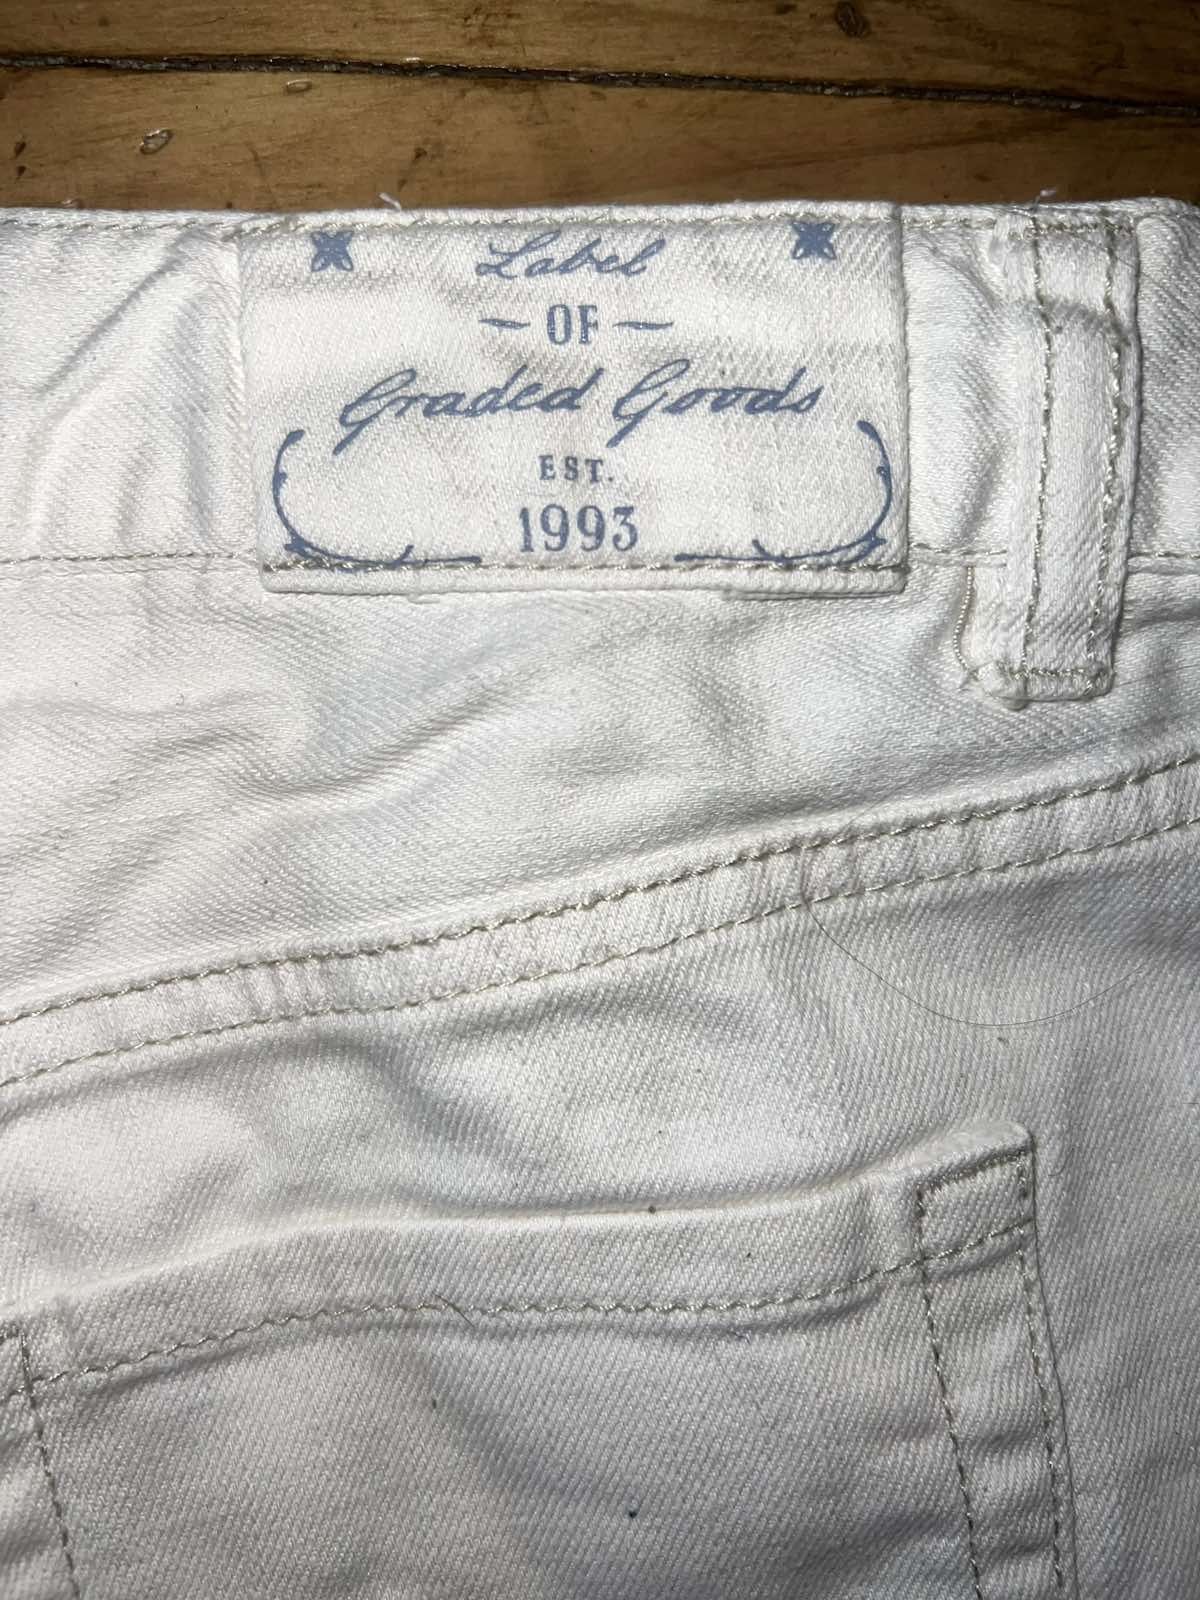 Label
OF
Graded Goods
EST.
1993